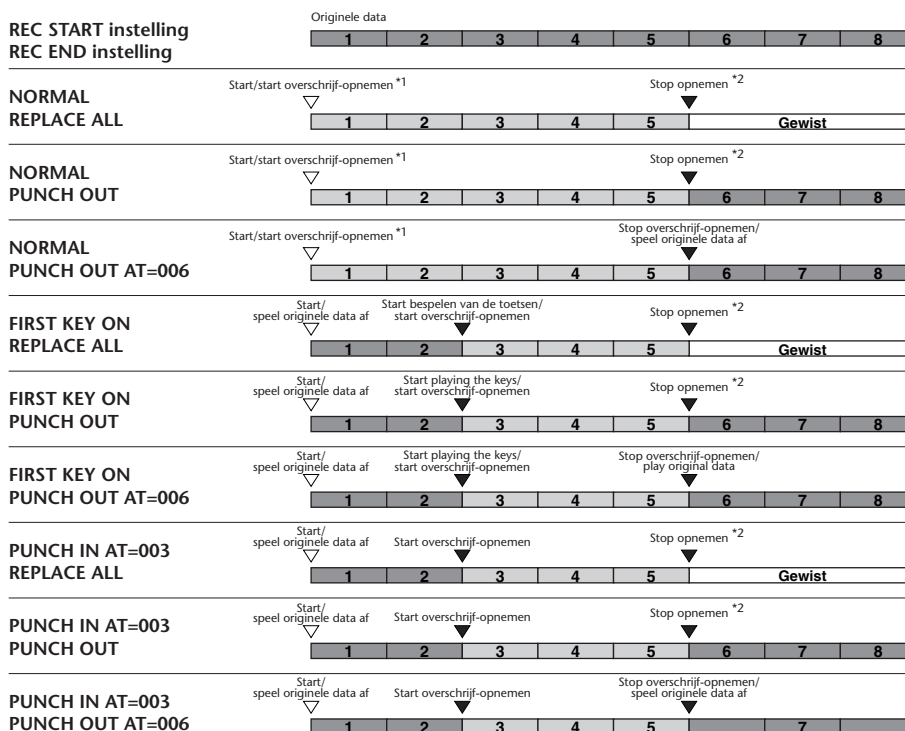 Originele data
REC START instelling
REC END instelling
1 2 3 4 5 6 7 8
NORMAL
REPLACE ALL
Start/start overschrijf-opnemen *1
Stop opnemen *2
1 2 3 4 5 Gewist
NORMAL
PUNCH OUT
Start/start overschrijf-opnemen *1
Stop opnemen *2
1 2 3 4 5 6 7 8
NORMAL
PUNCH OUT AT=006
Start/start overschrijf-opnemen *1
Stop overschrijf-opnemen/
speel originele data af
1 2 3 4 5 6 7 8
FIRST KEY ON
REPLACE ALL
Start/
speel originele data af
Start bespelen van de toetsen/
start overschrijf-opnemen
Stop opnemen *2
1 2 3 4 5 Gewist
FIRST KEY ON
PUNCH OUT
Start/
speel originele data af
Start playing the keys/
start overschrijf-opnemen
Stop opnemen *2
1 2 3 4 5 6 7 8
FIRST KEY ON
PUNCH OUT AT=006
Start/
speel originele data af
Start playing the keys/
start overschrijf-opnemen
Stop overschrijf-opnemen/
play original data
1 2 3 4 5 6 7 8
PUNCH IN AT=003
REPLACE ALL
Start/
speel originele data af
Start overschrijf-opnemen
Stop opnemen *2
1 2 3 4 5 Gewist
PUNCH IN AT=003
PUNCH OUT
Start/
speel originele data af
Start overschrijf-opnemen
Stop opnemen *2
1 2 3 4 5 6 7 8
PUNCH IN AT=003
PUNCH OUT AT=006
Start/
speel originele data af
Start overschrijf-opnemen
Stop overschrijf-opnemen/
speel originele data af
1 2 3 4 5 7